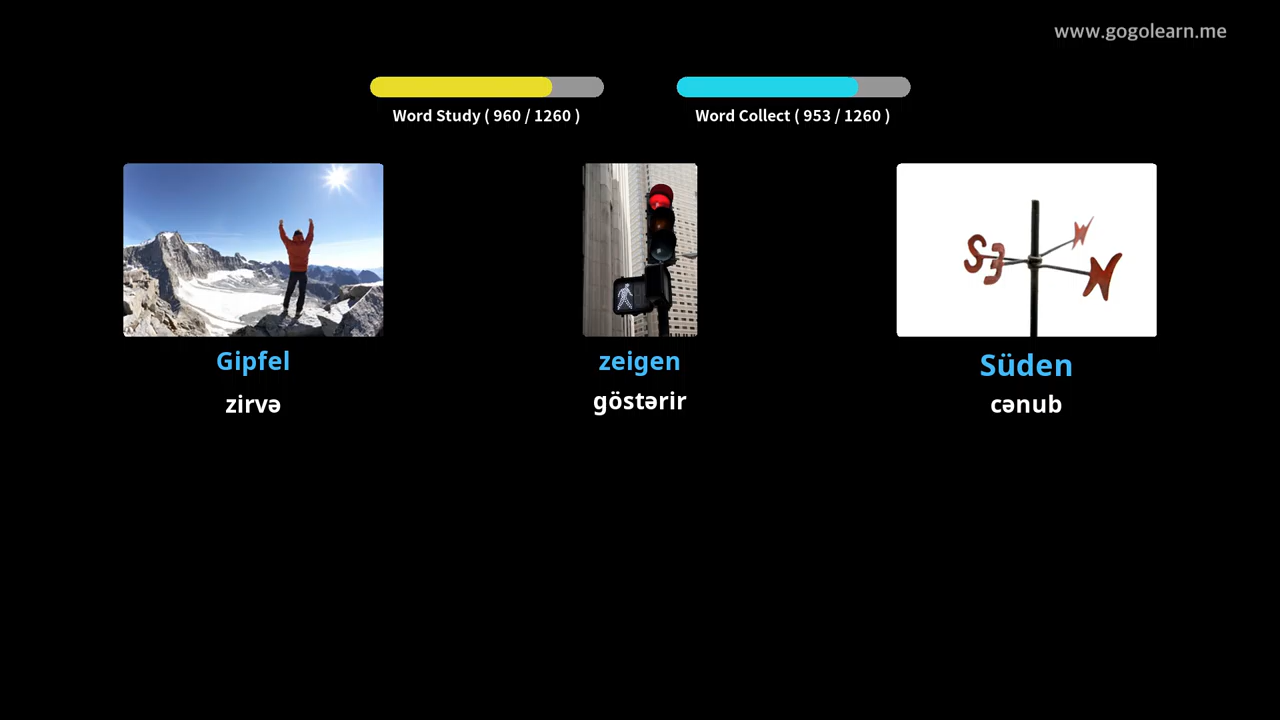 www.gogolearn.me
Word Study ( 960 / 1260 )
Word Collect ( 953 / 1260 )
Gipfel
zirvə
zeigen
göstərir
Süden
cənub